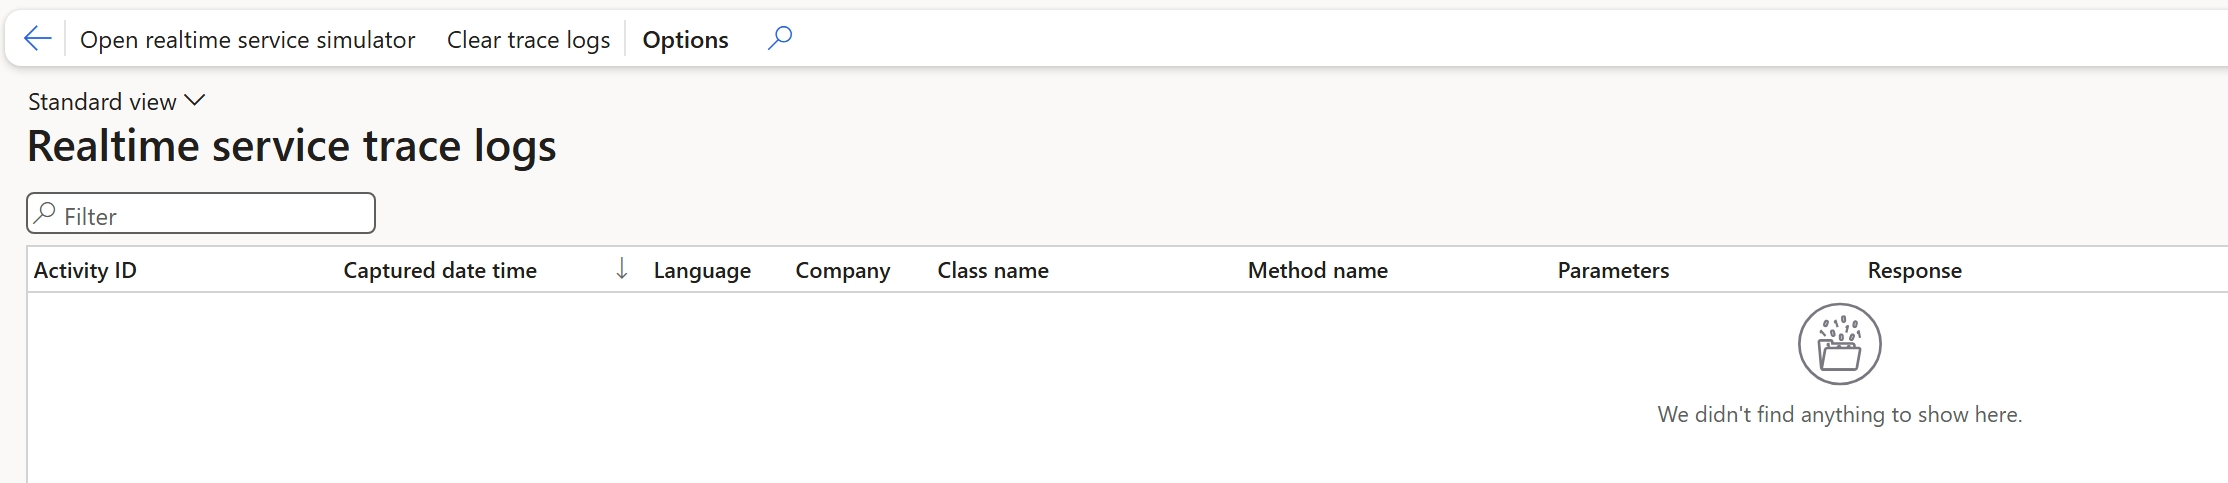 Open realtime service simulator Clear trace logs Options
Standard view
Realtime service trace logs
Filter
Activity ID Captured date time Language Company Class name Method name Parameters Response
We didn't find anything to show here.